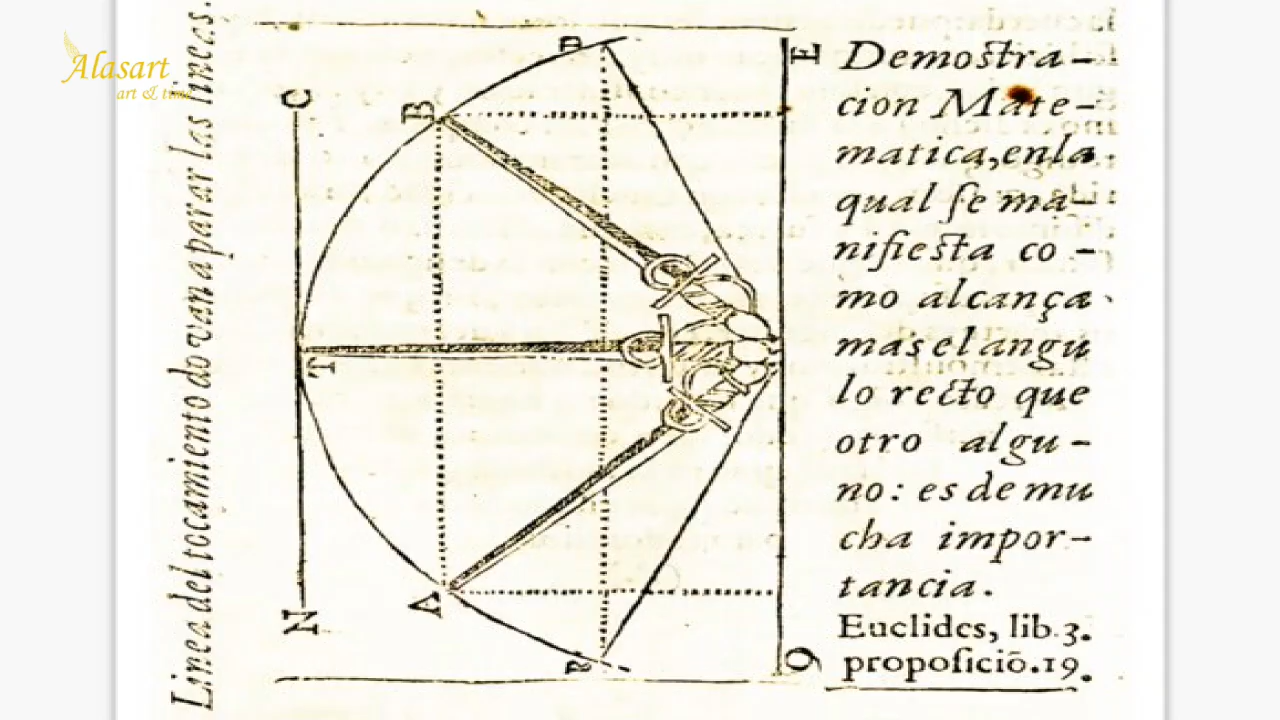 Alasart
art & time
Linea del tocamiento do van a parar las lineas.
C
B
D
E
T
N
A
R
9
Demostra-
cion Mate-
matica, en la
qual ſe ma-
nifiesta co-
mo alcança
mas el angu
lo recto que
otro algu-
no: es de mu
cha impor-
tancia.
Euclides, lib. 3.
propoſiciõ. 19.